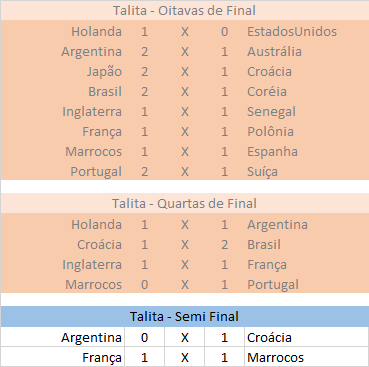 Talita - Oitavas de Final
Holanda 1 X 0 EstadosUnidos
Argentina 2 X 1 Austrália
Japão 2 X 1 Croácia
Brasil 2 X 1 Coréia
Inglaterra 1 X 1 Senegal
França 1 X 1 Polônia
Marrocos 1 X 1 Espanha
Portugal 2 X 1 Suíça
Talita - Quartas de Final
Holanda 1 X 1 Argentina
Croácia 1 X 2 Brasil
Inglaterra 1 X 1 França
Marrocos 0 X 1 Portugal
Talita - Semi Final
Argentina 0 X 1 Croácia
França 1 X 1 Marrocos